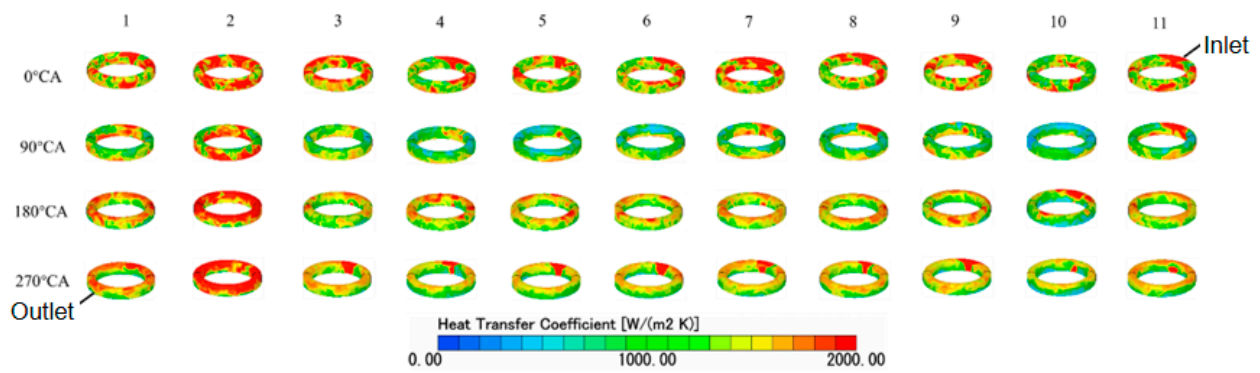 1 2 3 4 5 6 7 8 9 10 11
Inlet
0°CA
90°CA
180°CA
270°CA
Outlet
Heat Transfer Coefficient [W/(m2 K)]
0.00 1000.00 2000.00